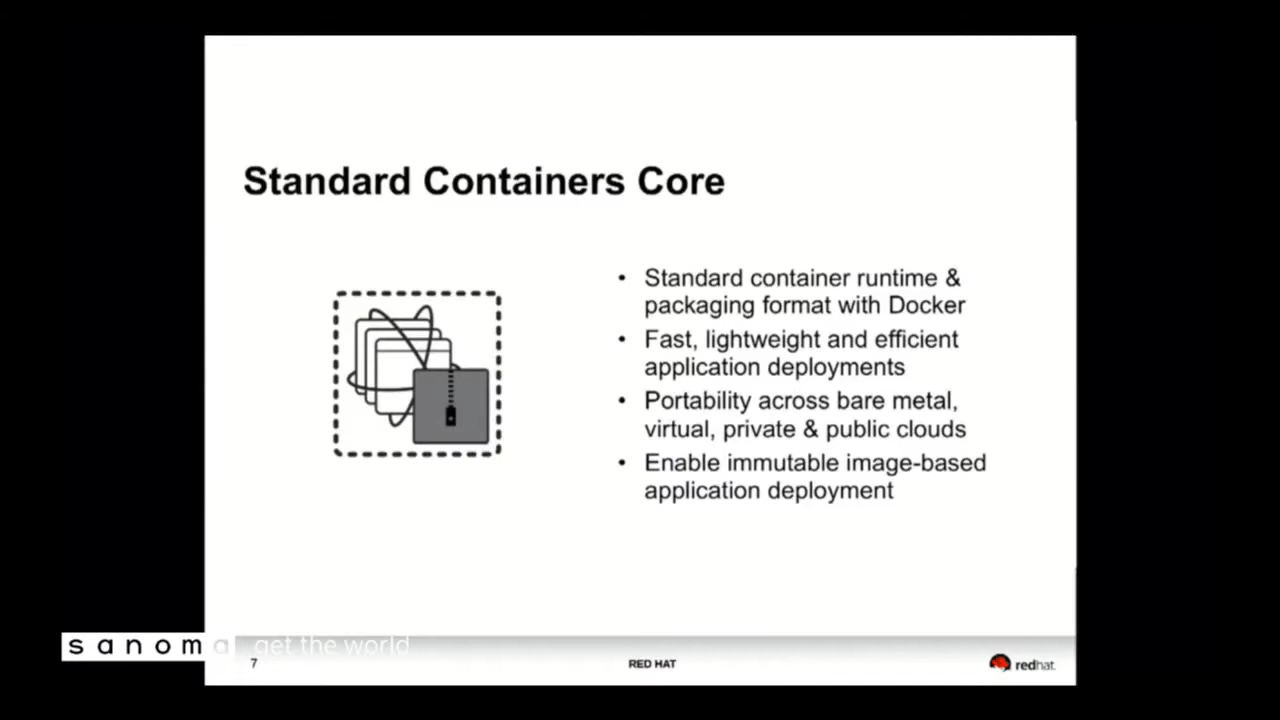 Standard Containers Core
• Standard container runtime &
packaging format with Docker
• Fast, lightweight and efficient
application deployments
• Portability across bare metal,
virtual, private & public clouds
• Enable immutable image-based
application deployment
sanoma get the world
7
RED HAT
redhat.